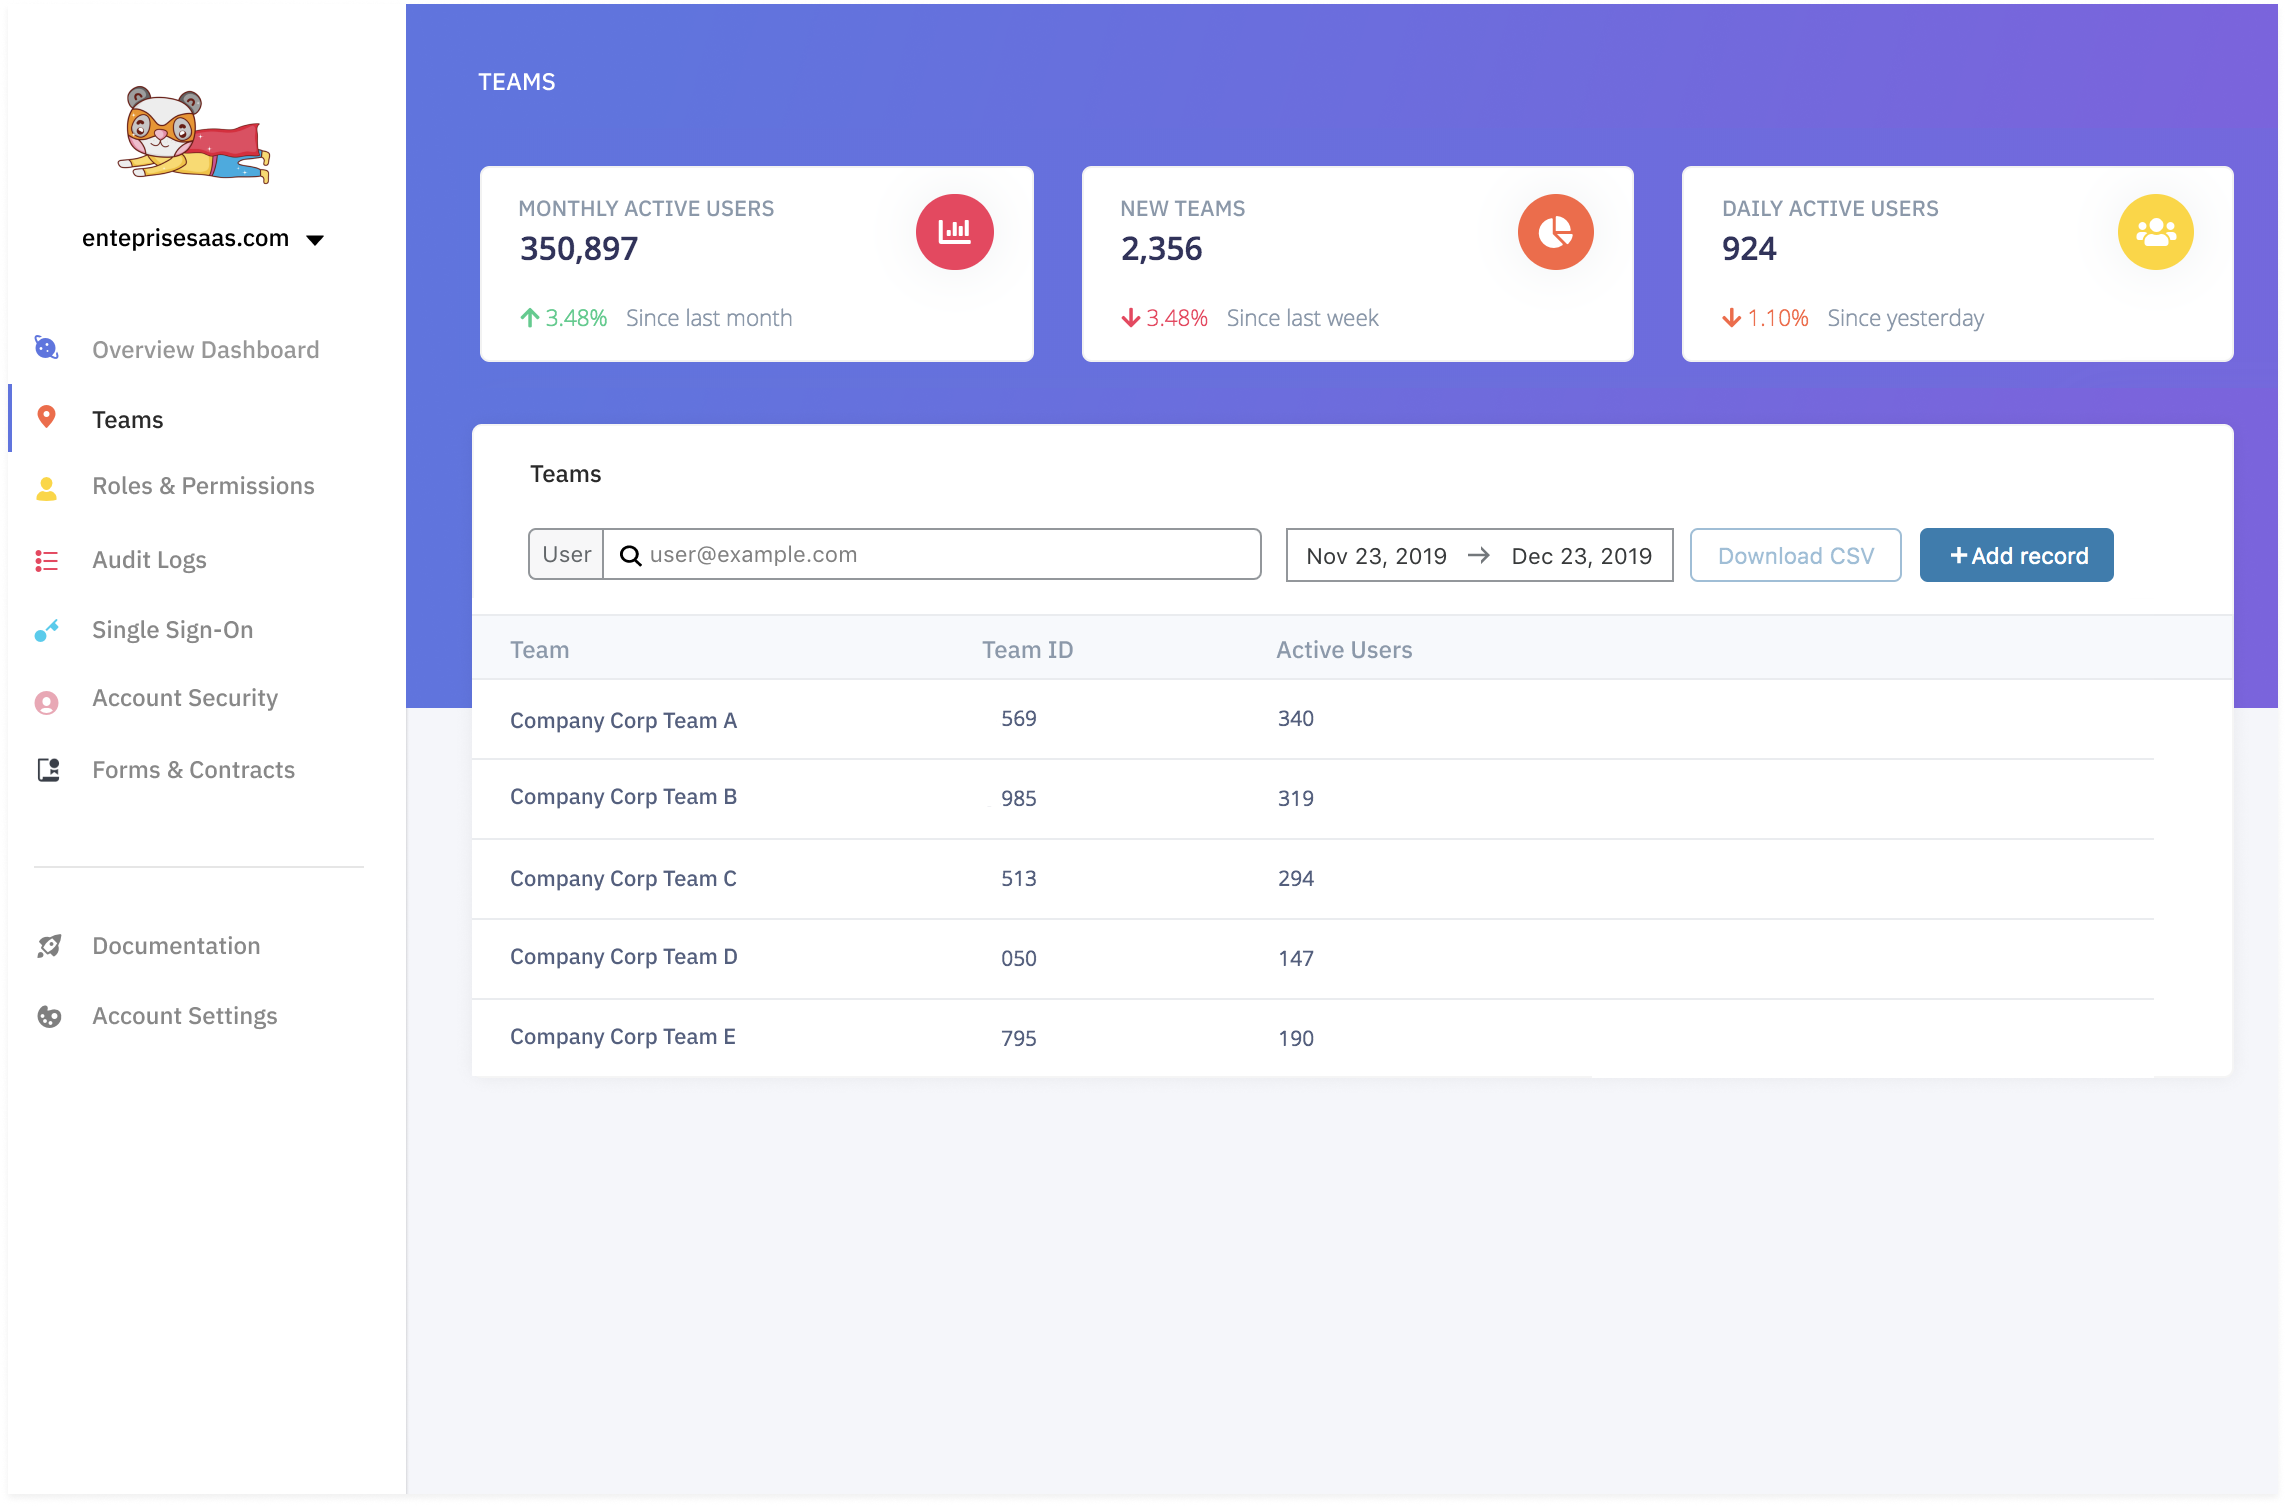 enteprisesaas.com
Overview Dashboard
Teams
Roles & Permissions
Audit Logs
Single Sign-On
Account Security
Forms & Contracts
Documentation
Account Settings
TEAMS
MONTHLY ACTIVE USERS
350,897
3.48% Since last month
NEW TEAMS
2,356
3.48% Since last week
DAILY ACTIVE USERS
924
1.10% Since yesterday
Teams
User user@example.com Nov 23, 2019 → Dec 23, 2019 Download CSV +Add record
Team Team ID Active Users
Company Corp Team A 569 340
Company Corp Team B 985 319
Company Corp Team C 513 294
Company Corp Team D 050 147
Company Corp Team E 795 190